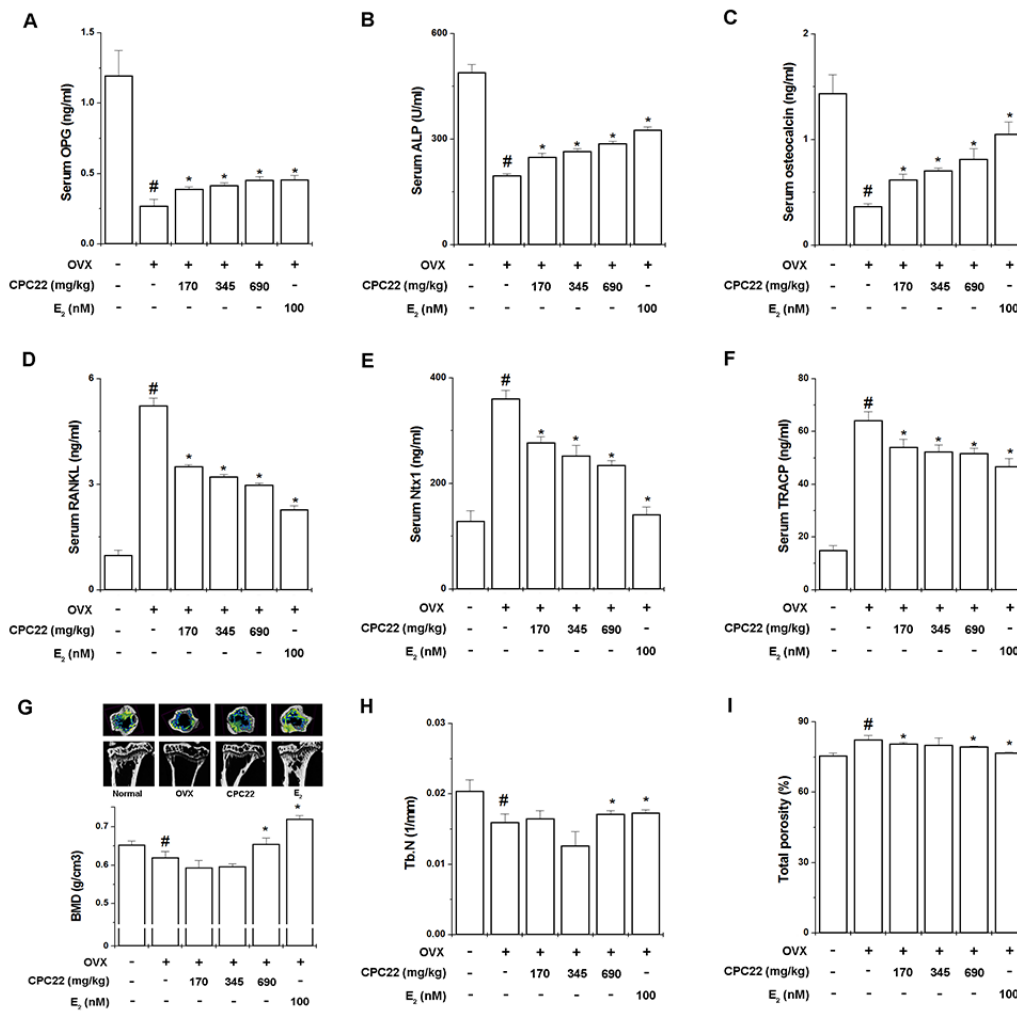 A
Serum OPG (ng/ml)
1.5
1.0
0.5
0.0
# * * * *
OVX - + + + + +
CPC22 (mg/kg) - - 170 345 690 -
E2 (nM) - - - - - 100
B
Serum ALP (U/ml)
600
300
0
# * * * *
OVX - + + + + +
CPC22 (mg/kg) - - 170 345 690 -
E2 (nM) - - - - - 100
C
Serum osteocalcin (ng/ml)
2
1
0
# * * * *
OVX - + + + + +
CPC22 (mg/kg) - - 170 345 690 -
E2 (nM) - - - - - 100
D
Serum RANKL (ng/ml)
6
3
0
# * * * *
OVX - + + + + +
CPC22 (mg/kg) - - 170 345 690 -
E2 (nM) - - - - - 100
E
Serum Ntx1 (ng/ml)
400
200
0
# * * * *
OVX - + + + + +
CPC22 (mg/kg) - - 170 345 690 -
E2 (nM) - - - - - 100
F
Serum TRACP (ng/ml)
80
60
40
20
0
# * * * *
OVX - + + + + +
CPC22 (mg/kg) - - 170 345 690 -
E2 (nM) - - - - - 100
G
Normal OVX CPC22 E2
BMD (g/cm3)
0.7
0.6
0.5
0
# * *
OVX - + + + + +
CPC22 (mg/kg) - - 170 345 690 -
E2 (nM) - - - - - 100
H
Tb.N (1/mm)
0.03
0.02
0.01
0.00
# * *
OVX - + + + + +
CPC22 (mg/kg) - - 170 345 690 -
E2 (nM) - - - - - 100
I
Total porosity (%)
90
60
30
0
# * * *
OVX - + + + + +
CPC22 (mg/kg) - - 170 345 690 -
E2 (nM) - - - - - 100